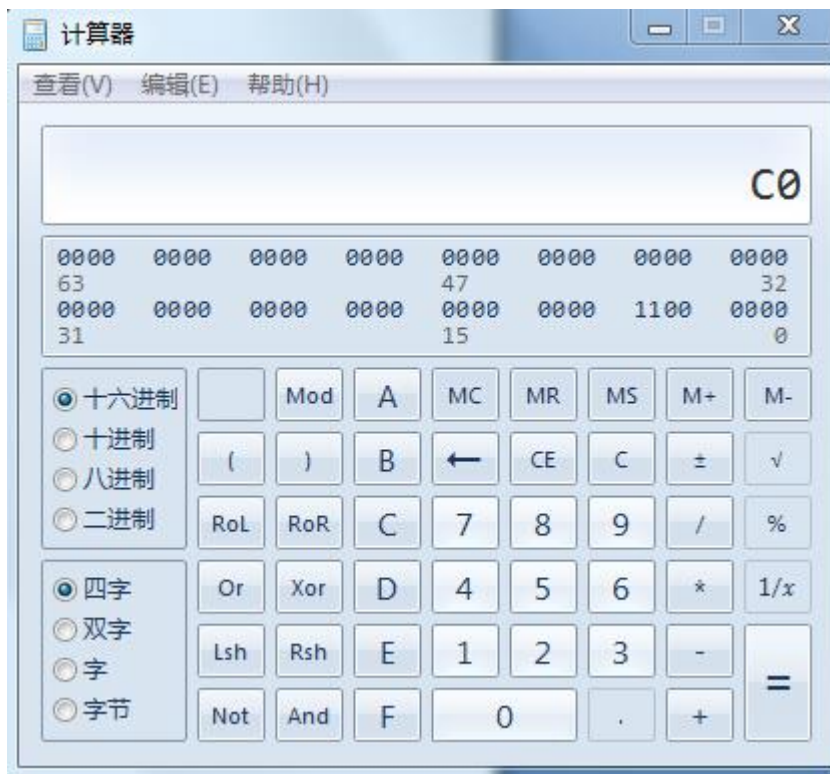 计算器
查看(V) 编辑(E) 帮助(H)
C0
0000 0000 0000 0000 0000 0000 0000 0000
63 47 32
0000 0000 0000 0000 0000 0000 1100 0000
31 15 0
十六进制 Mod A MC MR MS M+ M-
十进制
八进制 ( ) B ← CE C ± √
二进制 RoL RoR C 7 8 9 / %
四字 Or Xor D 4 5 6 * 1/x
双字
字 Lsh Rsh E 1 2 3 - =
字节 Not And F 0 . +